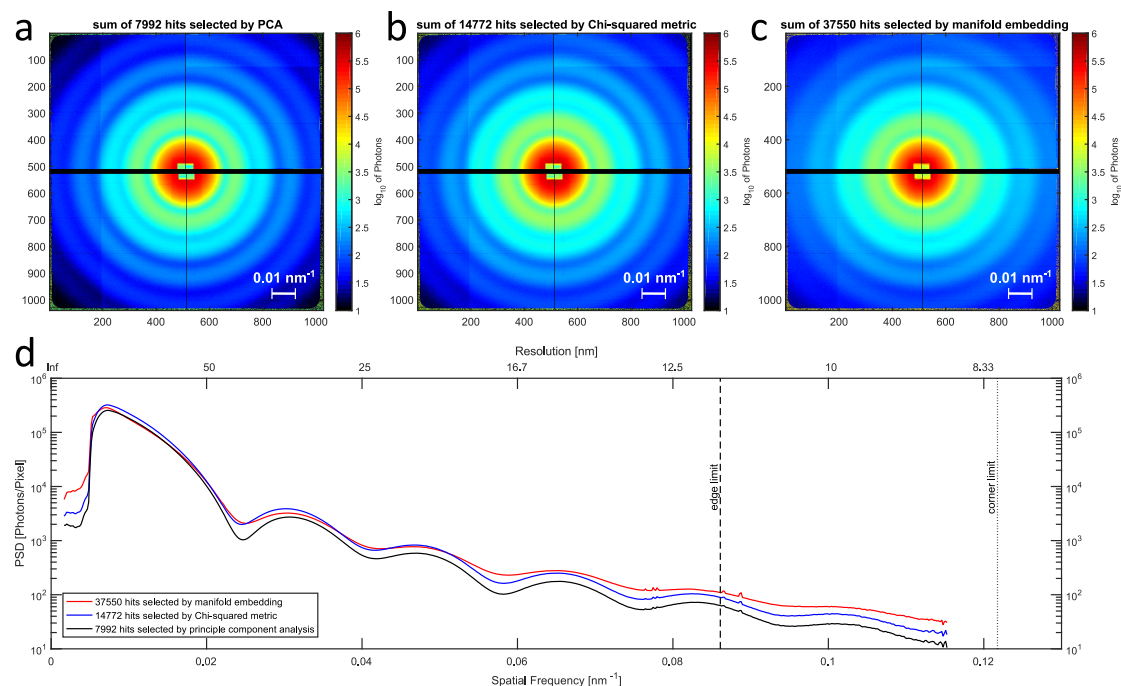 a
sum of 7992 hits selected by PCA
100
200
300
400
500
600
700
800
900
1000
200 400 600 800 1000
0.01 nm⁻¹
6
5.5
5
4.5
4
3.5
3
2.5
2
1.5
1
log₁₀ of Photons
b
sum of 14772 hits selected by Chi-squared metric
200 400 600 800 1000
0.01 nm⁻¹
6
5.5
5
4.5
4
3.5
3
2.5
2
1.5
1
log₁₀ of Photons
c
sum of 37550 hits selected by manifold embedding
100
200
300
400
500
600
700
800
900
1000
200 400 600 800 1000
0.01 nm⁻¹
6
5.5
5
4.5
4
3.5
3
2.5
2
1.5
1
log₁₀ of Photons
d
Resolution [nm]
Inf 50 25 16.7 12.5 10 8.33
10⁶ 10⁶
10⁵ 10⁵
10⁴ 10⁴
10³ 10³
10² 10²
10¹ 10¹
PSD [Photons/Pixel]
edge limit
corner limit
37550 hits selected by manifold embedding
14772 hits selected by Chi-squared metric
7992 hits selected by principle component analysis
0 0.02 0.04 0.06 0.08 0.1 0.12
Spatial Frequency [nm⁻¹]